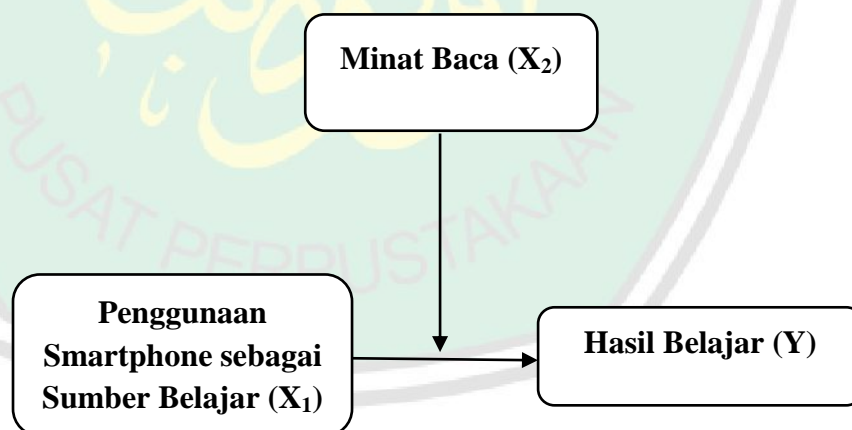 Minat Baca (X₂)
PUSAT PERPUSTAKAAN
Penggunaan
Smartphone sebagai
Sumber Belajar (X₁)
Hasil Belajar (Y)